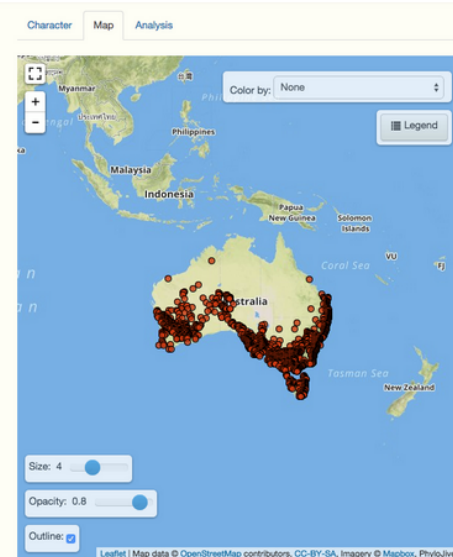 Character Map Analysis
Color by: None
Legend
+
−
Myanmar
ประเทศไทย
Philippines
Malaysia
Indonesia
Papua
New Guinea
Solomon
Islands
VU
FJ
Coral Sea
stralia
Tasman Sea
New Zealand
Size: 4
Opacity: 0.8
Outline:
Leaflet | Map data © OpenStreetMap contributors, CC-BY-SA, Imagery © Mapbox, PhyloJive